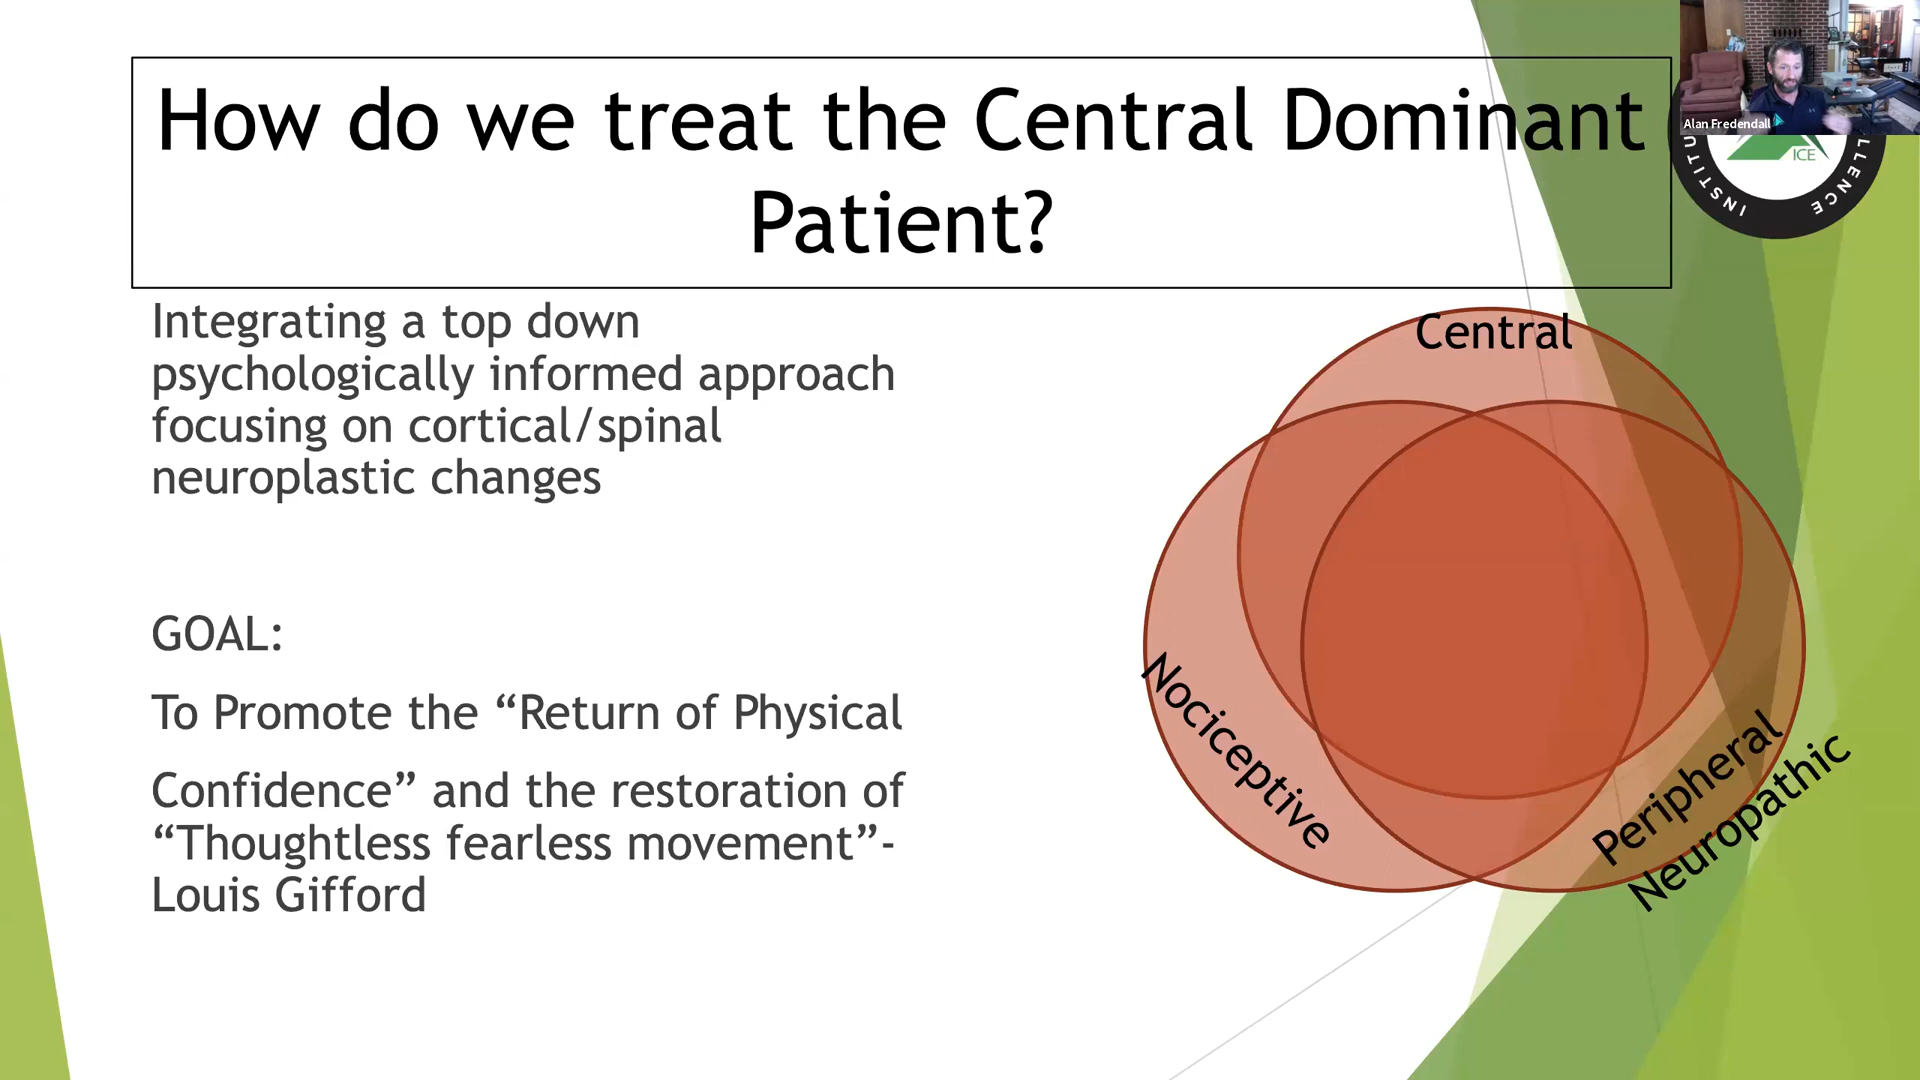 How do we treat the Central Dominant
Patient?
Alan Fredendall
ICE
INSTITU
LLENCE
Integrating a top down
psychologically informed approach
focusing on cortical/spinal
neuroplastic changes
GOAL:
To Promote the “Return of Physical
Confidence” and the restoration of
“Thoughtless fearless movement”-
Louis Gifford
Central
Nociceptive
Peripheral
Neuropathic